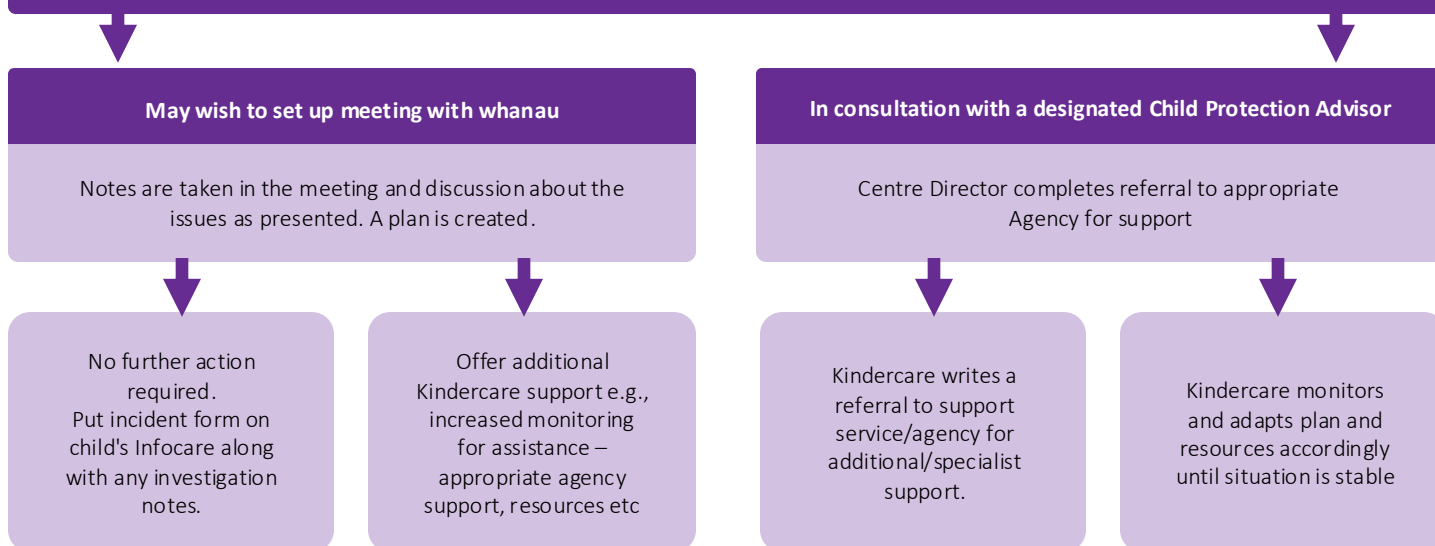 May wish to set up meeting with whanau
Notes are taken in the meeting and discussion about the
issues as presented. A plan is created.
No further action
required.
Put incident form on
child's Infocare along
with any investigation
notes.
Offer additional
Kindercare support e.g.,
increased monitoring
for assistance –
appropriate agency
support, resources etc
In consultation with a designated Child Protection Advisor
Centre Director completes referral to appropriate
Agency for support
Kindercare writes a
referral to support
service/agency for
additional/specialist
support.
Kindercare monitors
and adapts plan and
resources accordingly
until situation is stable